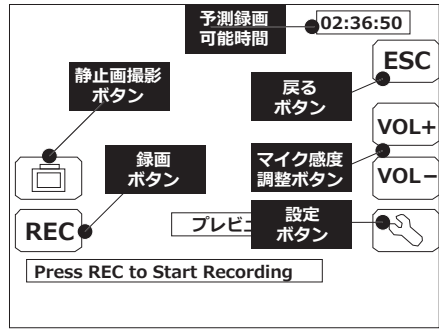 予測録画
可能時間
02:36:50
ESC
静止画撮影
ボタン
戻る
ボタン
VOL+
録画
ボタン
マイク感度
調整ボタン
VOL−
REC
設定
ボタン
Press REC to Start Recording